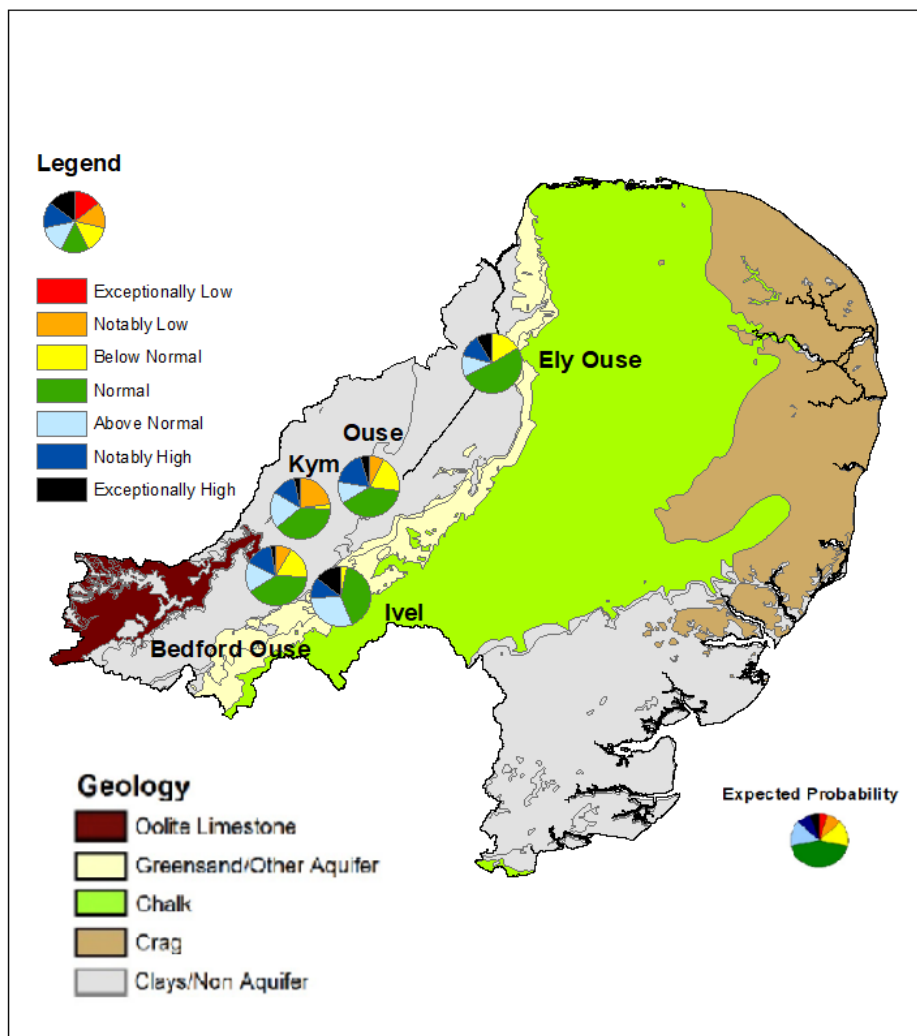 Legend
Exceptionally Low
Notably Low
Below Normal
Normal
Above Normal
Notably High
Exceptionally High
Ely Ouse
Ouse
Kym
Ivel
Bedford Ouse
Geology
Oolite Limestone
Greensand/Other Aquifer
Chalk
Crag
Clays/Non Aquifer
Expected Probability